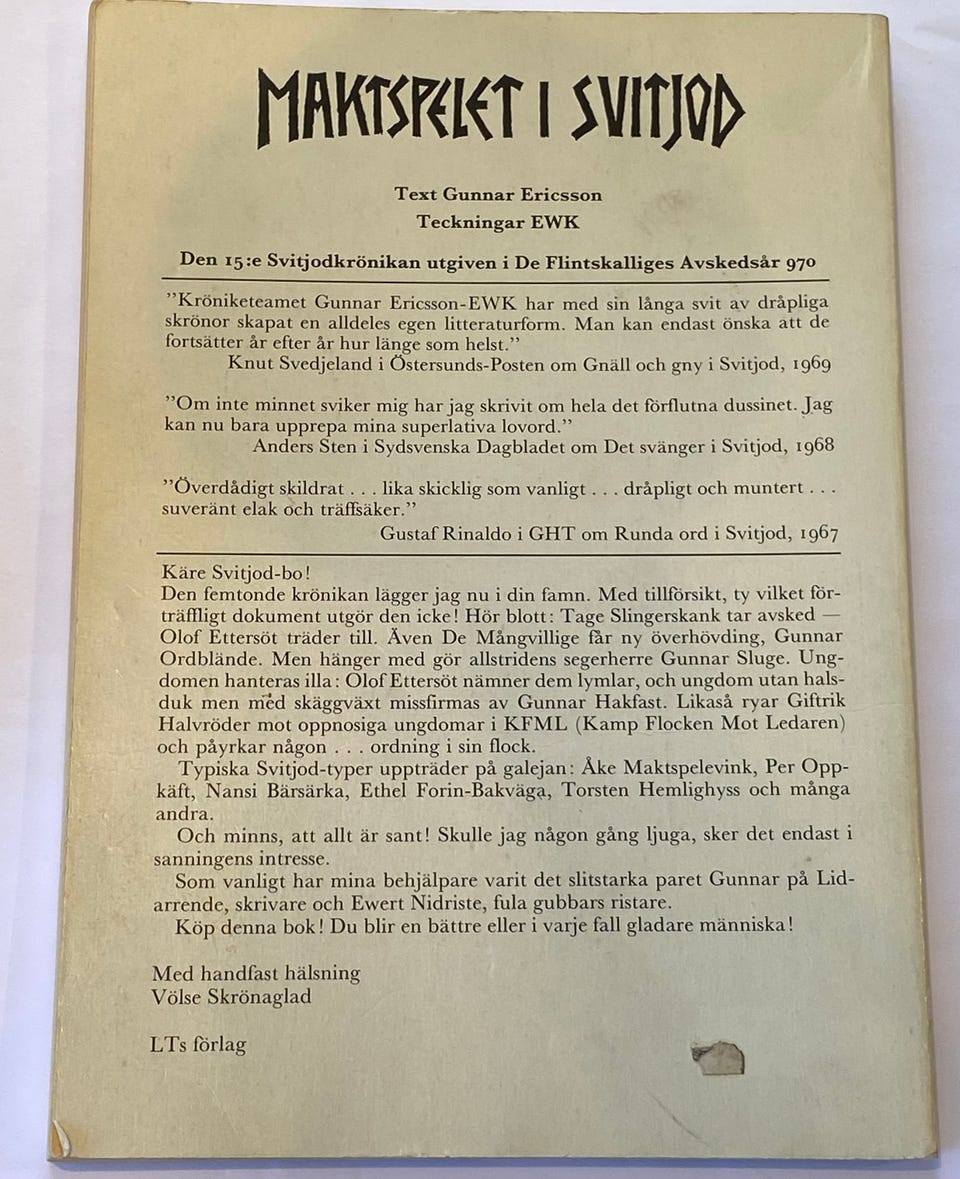 MAKTSPELET I SVITJOD
Text Gunnar Ericsson
Teckningar EWK
Den 15:e Svitjodkrönikan utgiven i De Flintskalliges Avskedsår 970
”Kröniketeamet Gunnar Ericsson-EWK har med sin långa svit av dråpliga
skrönor skapat en alldeles egen litteraturform. Man kan endast önska att de
fortsätter år efter år hur länge som helst.”
Knut Svedjeland i Östersunds-Posten om Gnäll och gny i Svitjod, 1969
”Om inte minnet sviker mig har jag skrivit om hela det förflutna dussinet. Jag
kan nu bara upprepa mina superlativa lovord.”
Anders Sten i Sydsvenska Dagbladet om Det svänger i Svitjod, 1968
”Överdådigt skildrat . . . lika skicklig som vanligt . . . dråpligt och muntert . . .
suveränt elak och träffsäker.”
Gustaf Rinaldo i GHT om Runda ord i Svitjod, 1967
Käre Svitjod-bo!
Den femtonde krönikan lägger jag nu i din famn. Med tillförsikt, ty vilket för-
träffligt dokument utgör den icke! Hör blott: Tage Slingerskank tar avsked —
Olof Ettersöt träder till. Även De Mångvillige får ny överhövding, Gunnar
Ordblände. Men hänger med gör allstridens segerherre Gunnar Sluge. Ung-
domen hanteras illa: Olof Ettersöt nämner dem lymlar, och ungdom utan hals-
duk men med skäggväxt missfirmas av Gunnar Hakfast. Likaså ryar Giftrik
Halvröder mot oppnosiga ungdomar i KFML (Kamp Flocken Mot Ledaren)
och påyrkar någon . . . ordning i sin flock.
Typiska Svitjod-typer uppträder på galejan: Åke Maktspelevink, Per Opp-
käft, Nansi Bärsärka, Ethel Forin-Bakväga, Torsten Hemlighyss och många
andra.
Och minns, att allt är sant! Skulle jag någon gång ljuga, sker det endast i
sanningens intresse.
Som vanligt har mina behjälpare varit det slitstarka paret Gunnar på Lid-
arrende, skrivare och Ewert Nidriste, fula gubbars ristare.
Köp denna bok! Du blir en bättre eller i varje fall gladare människa!
Med handfast hälsning
Völse Skrönaglad
LTs förlag